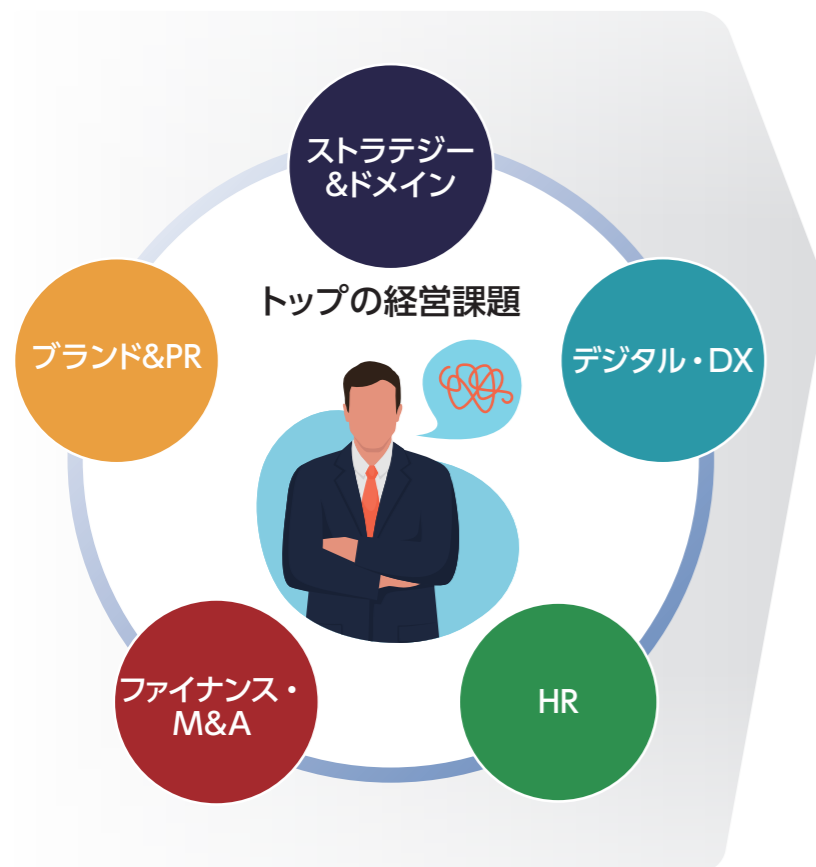 ストラテジー
&ドメイン
トップの経営課題
ブランド&PR
デジタル・DX
ファイナンス・
M&A
HR